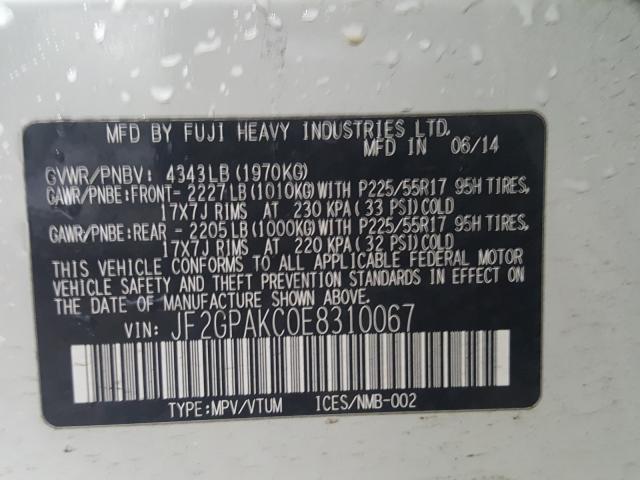 MFD BY FUJI HEAVY INDUSTRIES LTD.
MFD IN 06/14
GVWR/PNBV: 4343LB(1970KG)
GAWR/PNBE:FRONT-2227LB(1010KG)WITH P225/55R17 95H TIRES,
17X7J RIMS AT 230 KPA(33 PSI)COLD
GAWR/PNBE:REAR -2205LB(1000KG)WITH P225/55R17 95H TIRES,
17X7J RIMS AT 220 KPA(32 PSI)COLD
THIS VEHICLE CONFORMS TO ALL APPLICABLE FEDERAL MOTOR
VEHICLE SAFETY AND THEFT PREVENTION STANDARDS IN EFFECT ON
THE DATE OF MANUFACTURE SHOWN ABOVE.
VIN: JF2GPAKC0E8310067
TYPE:MPV/VTUM ICES/NMB-002